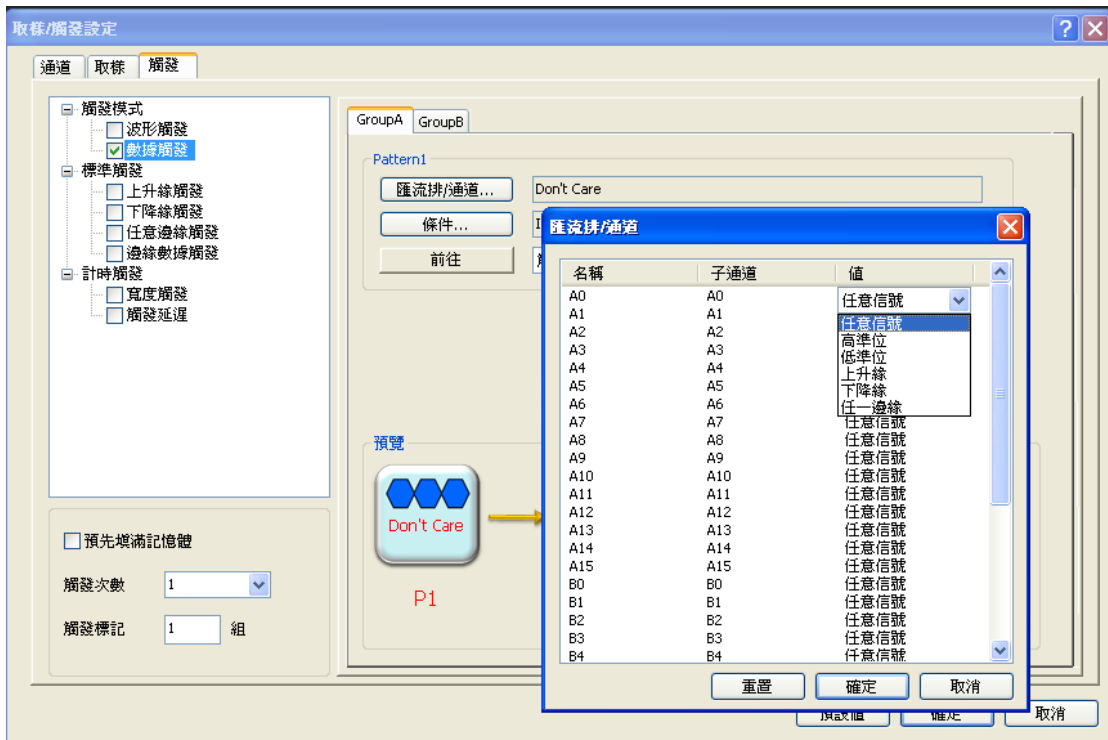 取樣/觸發設定
通道 取樣 觸發
觸發模式
波形觸發
數據觸發
標準觸發
上升緣觸發
下降緣觸發
任意邊緣觸發
邊緣數據觸發
計時觸發
寬度觸發
觸發延遲
預先填滿記憶體
觸發次數 1
觸發標記 1 組
GroupA GroupB
Pattern1
匯流排/通道... Don't Care
條件...
前往
預覽
Don't Care
P1
匯流排/通道
名稱 子通道 值
A0 A0 任意信號
任意信號
高準位
低準位
上升緣
下降緣
任一邊緣
A1 A1
A2 A2
A3 A3
A4 A4
A5 A5
A6 A6
A7 A7 任意信號
A8 A8 任意信號
A9 A9 任意信號
A10 A10 任意信號
A11 A11 任意信號
A12 A12 任意信號
A13 A13 任意信號
A14 A14 任意信號
A15 A15 任意信號
B0 B0 任意信號
B1 B1 任意信號
B2 B2 任意信號
B3 B3 任意信號
B4 B4 任意信號
重置 確定 取消
預設值 確定 取消